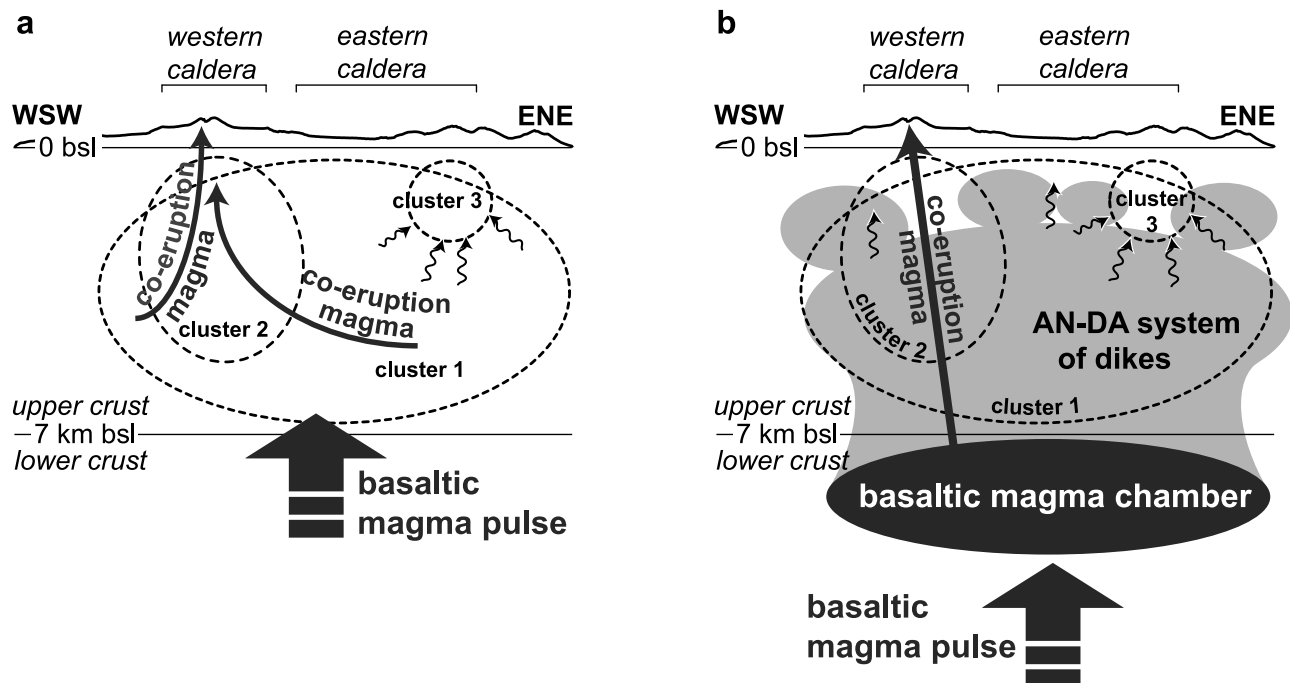 a
western
caldera
eastern
caldera
WSW
ENE
0 bsl
co-eruption
magma
cluster 3
co-eruption
magma
cluster 2
cluster 1
upper crust
7 km bsl
lower crust
basaltic
magma pulse
b
western
caldera
eastern
caldera
WSW
ENE
0 bsl
co-eruption
magma
cluster
3
cluster 2
AN-DA system
of dikes
cluster 1
upper crust
7 km bsl
lower crust
basaltic magma chamber
basaltic
magma pulse